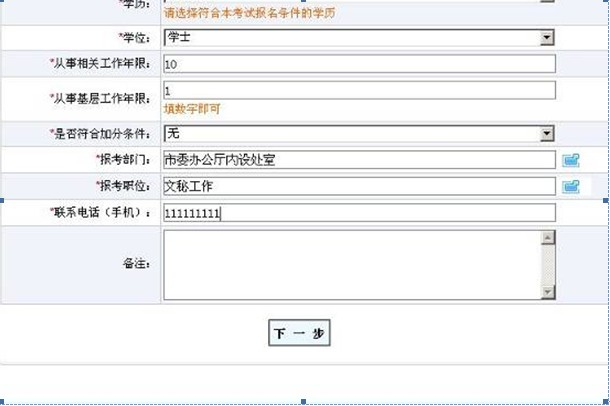 *学历：
请选择符合本考试报名条件的学历
*学位： 学士
*从事相关工作年限： 10
*从事基层工作年限： 1
填数字即可
*是否符合加分条件： 无
*报考部门： 市委办公厅内设处室
*报考职位： 文秘工作
*联系电话（手机）： 111111111
备注：
下一步